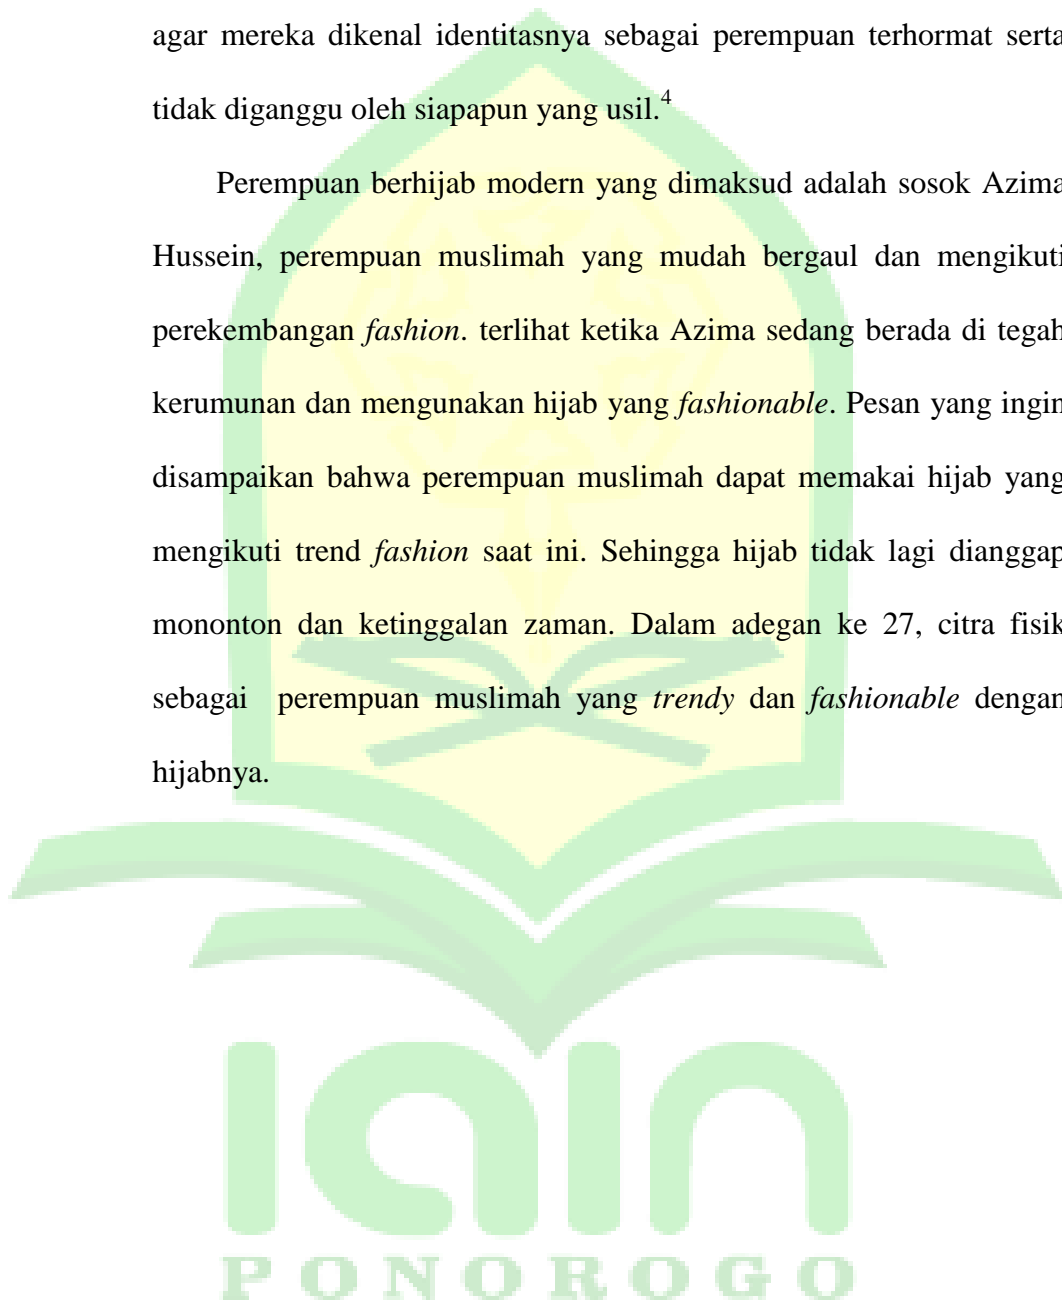 agar mereka dikenal identitasnya sebagai perempuan terhormat serta
tidak diganggu oleh siapapun yang usil.4
Perempuan berhijab modern yang dimaksud adalah sosok Azima
Hussein, perempuan muslimah yang mudah bergaul dan mengikuti
perekembangan fashion. terlihat ketika Azima sedang berada di tegah
kerumunan dan mengunakan hijab yang fashionable. Pesan yang ingin
disampaikan bahwa perempuan muslimah dapat memakai hijab yang
mengikuti trend fashion saat ini. Sehingga hijab tidak lagi dianggap
mononton dan ketinggalan zaman. Dalam adegan ke 27, citra fisik
sebagai perempuan muslimah yang trendy dan fashionable dengan
hijabnya.
iain
PONOROGO